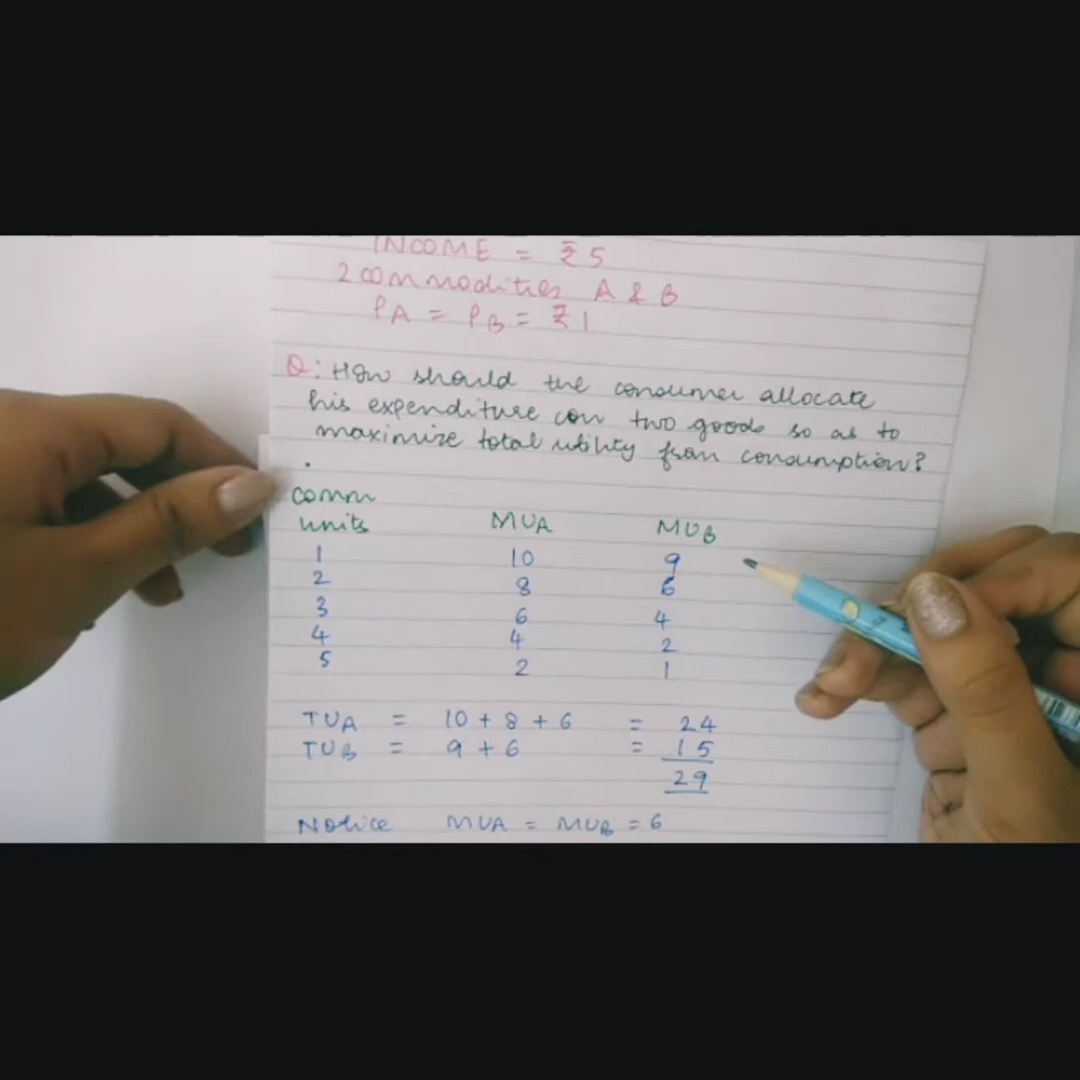 INCOME = ₹5
2 commodities A & B
PA = PB = ₹1
Q: How should the consumer allocate
his expenditure on two goods so as to
maximize total utility from consumption?
comm
units MUA MUB
1 10 9
2 8 6
3 6 4
4 4 2
5 2 1
TUA = 10 + 8 + 6 = 24
TUB = 9 + 6 = 15
29
Notice MUA = MUB = 6